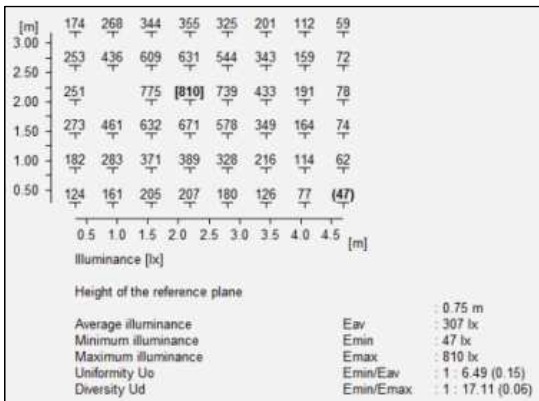 [m] 174 268 344 355 325 201 112 59
3.00
253 436 609 631 544 343 159 72
2.50
2.00 251 775 [810] 739 433 191 78
1.50 273 461 632 671 578 349 164 74
1.00 182 283 371 389 328 216 114 62
0.50 124 161 205 207 180 126 77 (47)
0.5 1.0 1.5 2.0 2.5 3.0 3.5 4.0 4.5 [m]
Illuminance [lx]
Height of the reference plane : 0.75 m
Average illuminance Eav : 307 lx
Minimum illuminance Emin : 47 lx
Maximum illuminance Emax : 810 lx
Uniformity Uo Emin/Eav : 1 : 6.49 (0.15)
Diversity Ud Emin/Emax : 1 : 17.11 (0.06)